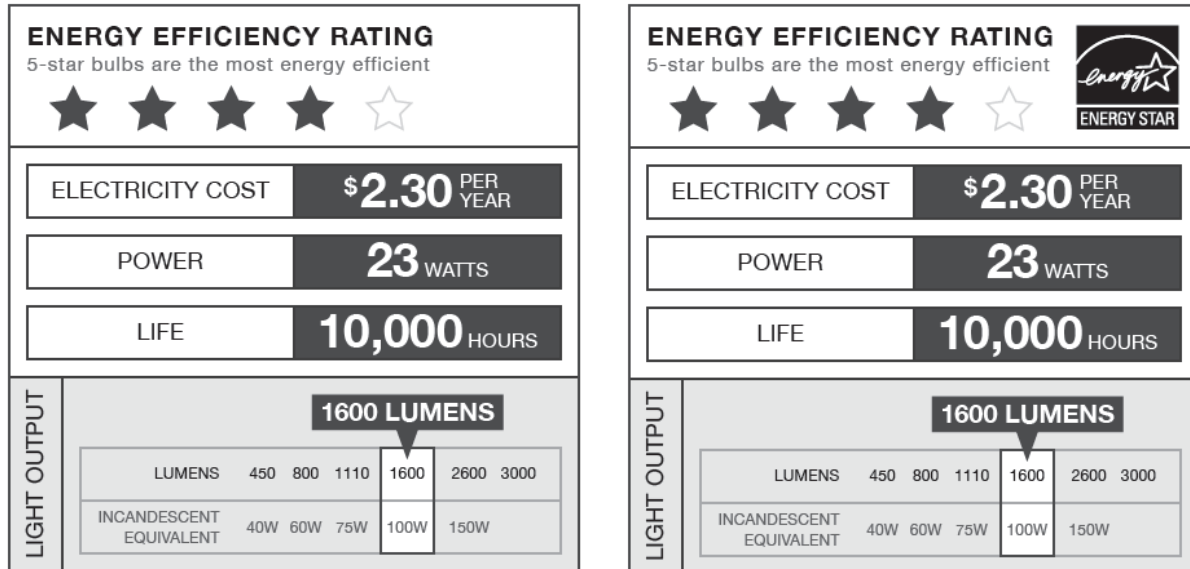 ENERGY EFFICIENCY RATING
5-star bulbs are the most energy efficient
ELECTRICITY COST $2.30 PER YEAR
POWER 23 WATTS
LIFE 10,000 HOURS
LIGHT OUTPUT
1600 LUMENS
LUMENS 450 800 1110 1600 2600 3000
INCANDESCENT
EQUIVALENT 40W 60W 75W 100W 150W
ENERGY EFFICIENCY RATING
5-star bulbs are the most energy efficient
energy
ENERGY STAR
ELECTRICITY COST $2.30 PER YEAR
POWER 23 WATTS
LIFE 10,000 HOURS
LIGHT OUTPUT
1600 LUMENS
LUMENS 450 800 1110 1600 2600 3000
INCANDESCENT
EQUIVALENT 40W 60W 75W 100W 150W